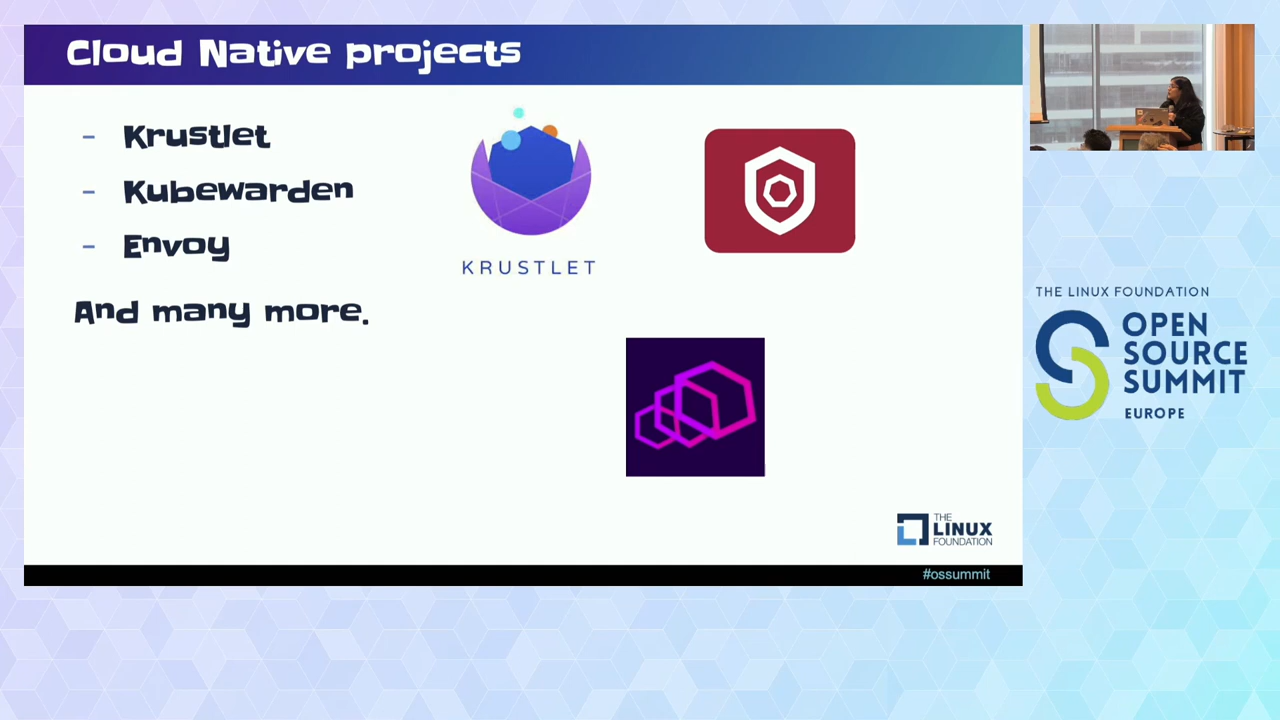 Cloud Native projects
- Krustlet
- Kubewarden
- Envoy
And many more.
KRUSTLET
THE
LINUX
FOUNDATION
#ossummit
THE LINUX FOUNDATION
OPEN
SOURCE
SUMMIT
EUROPE